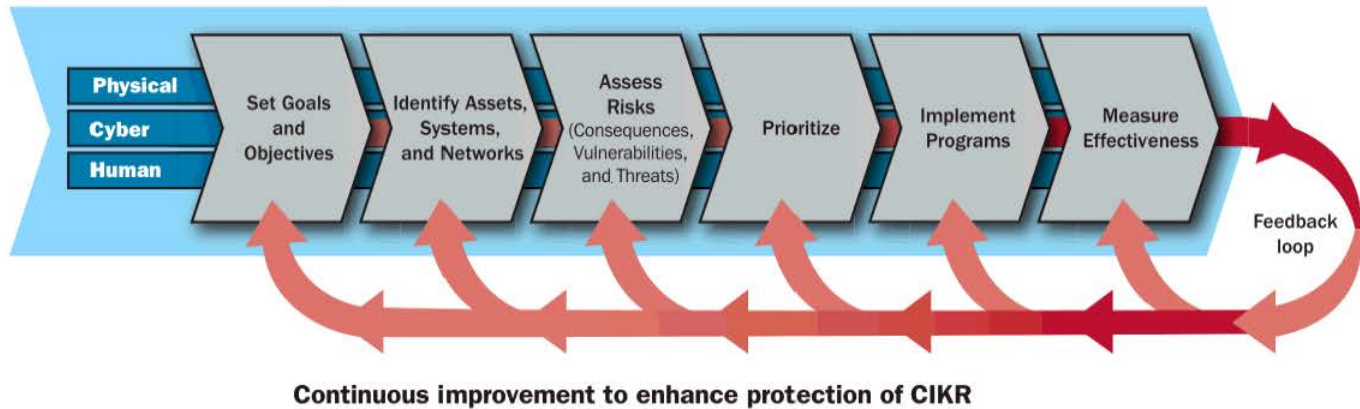 Physical
Cyber
Human
Set Goals
and
Objectives
Identify Assets,
Systems,
and Networks
Assess
Risks
(Consequences,
Vulnerabilities,
and Threats)
Prioritize
Implement
Programs
Measure
Effectiveness
Feedback
loop
Continuous improvement to enhance protection of CIKR